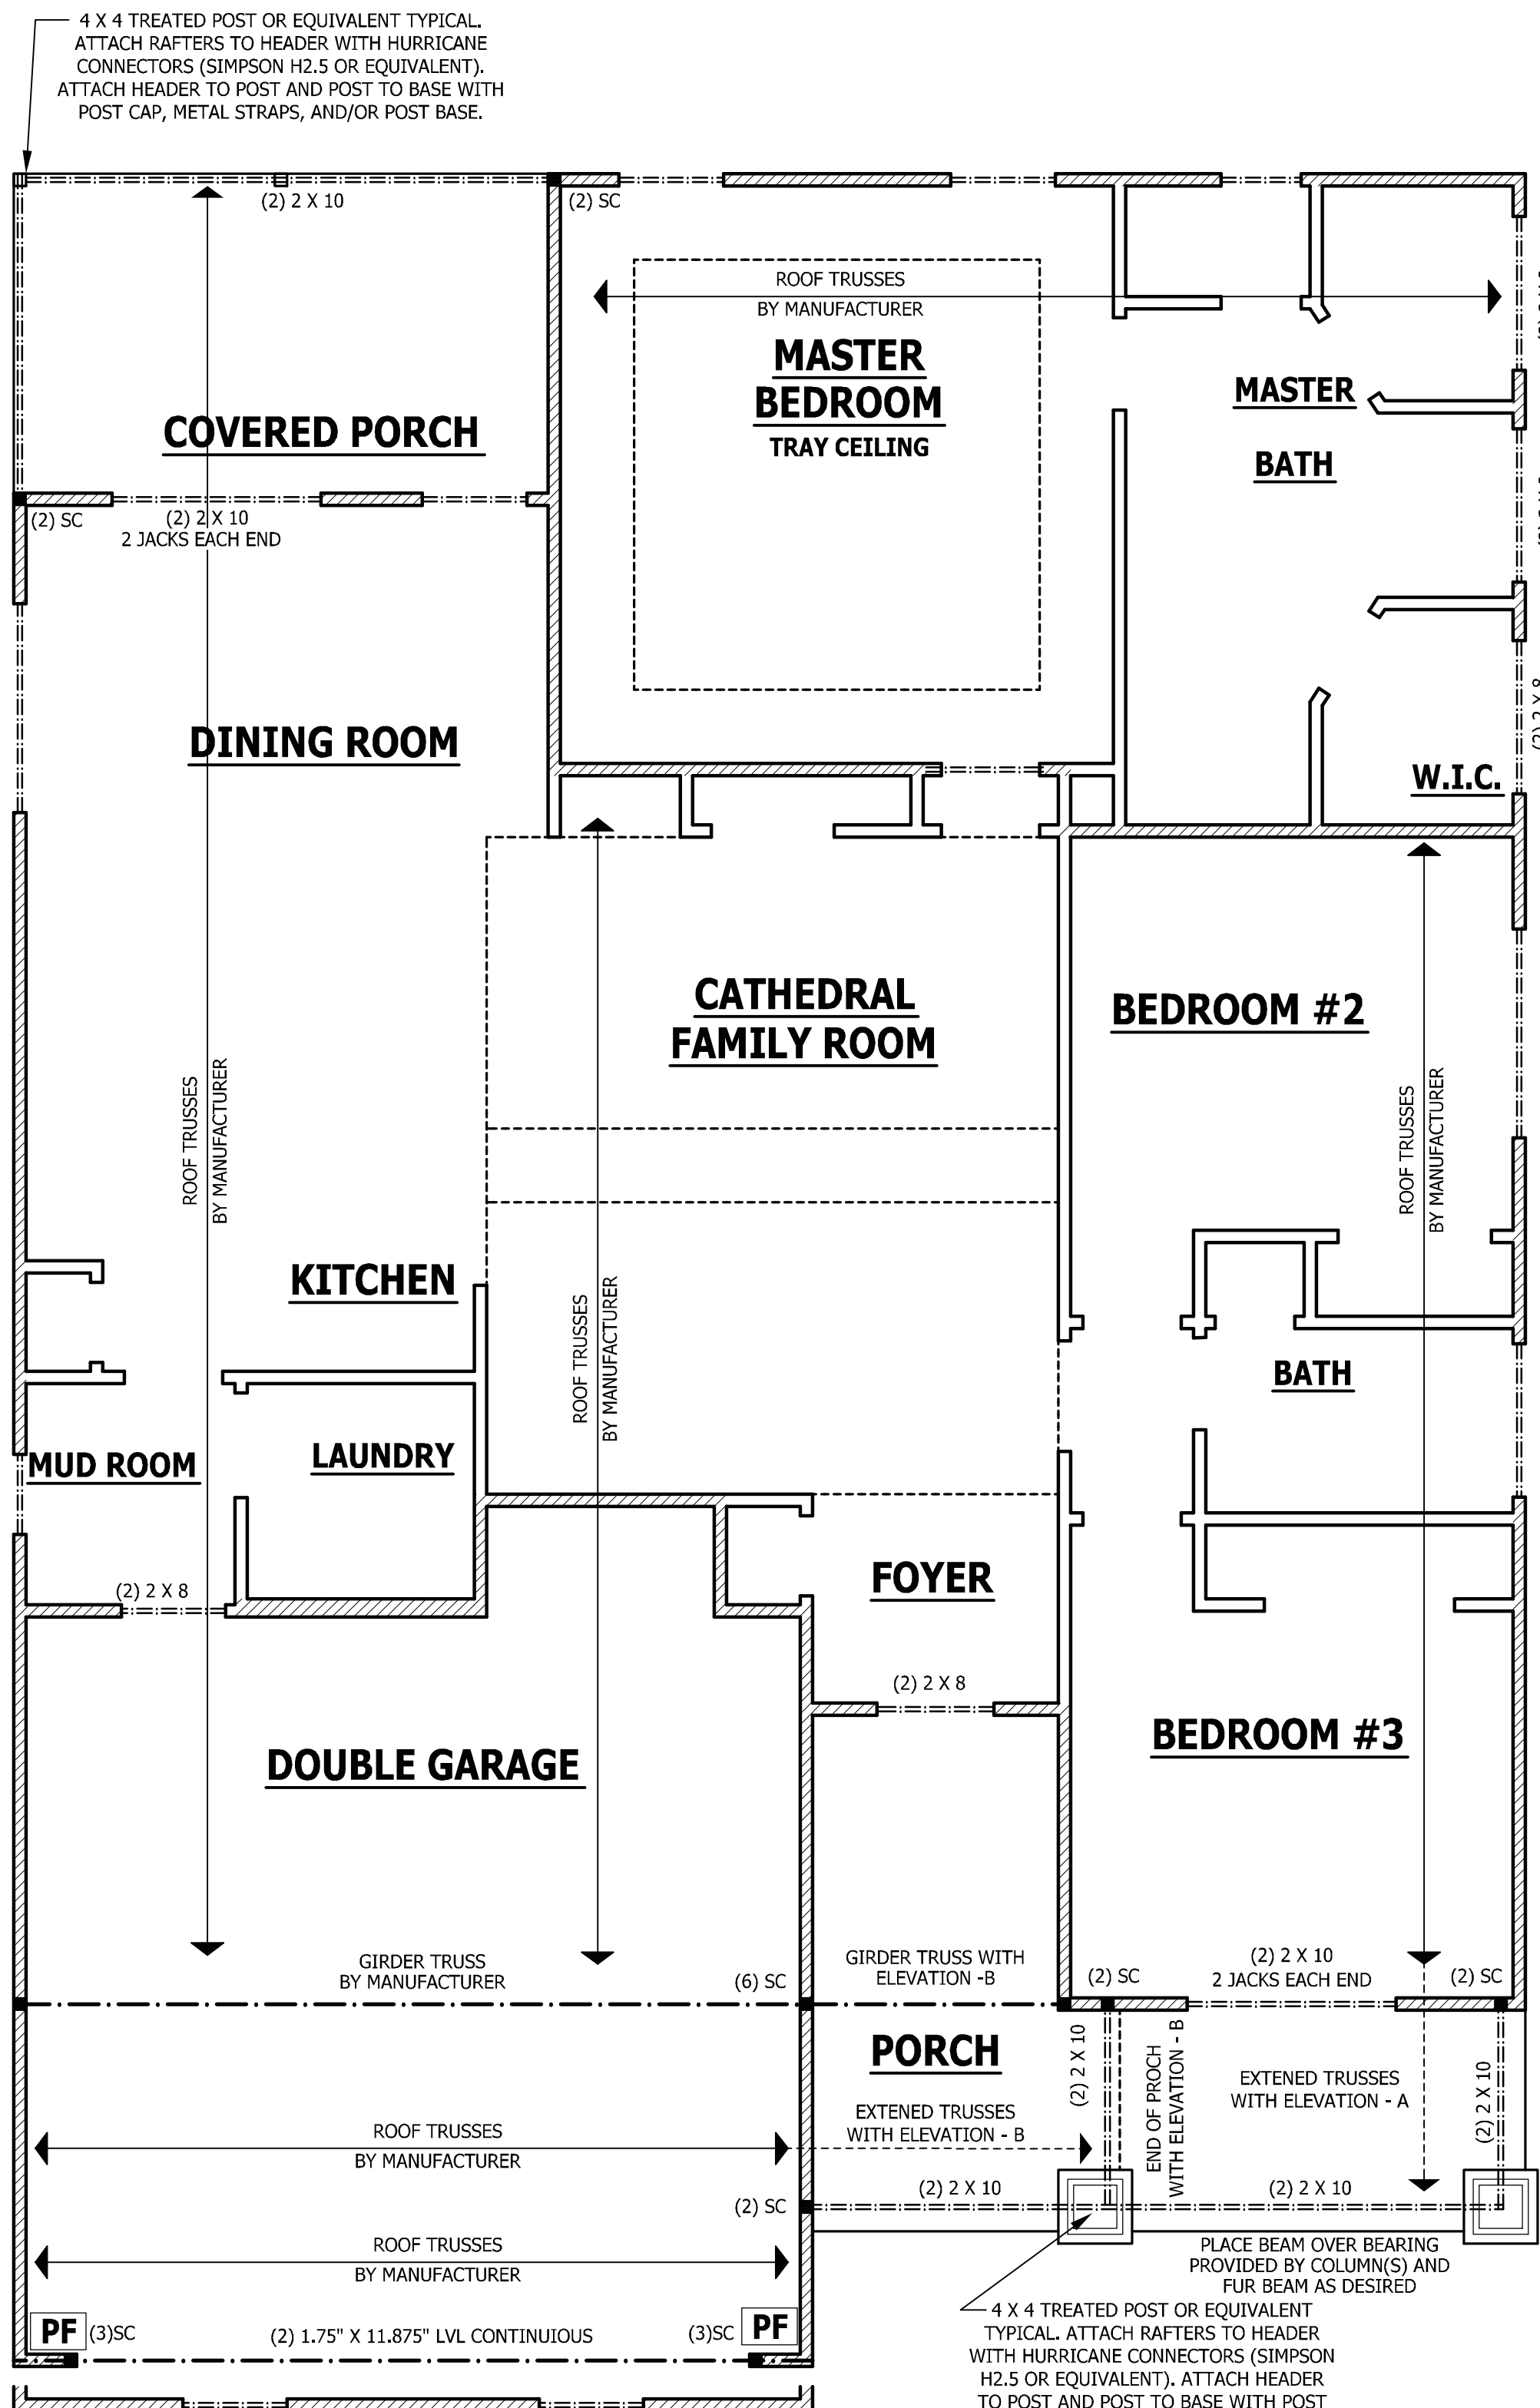 4 X 4 TREATED POST OR EQUIVALENT TYPICAL.
ATTACH RAFTERS TO HEADER WITH HURRICANE
CONNECTORS (SIMPSON H2.5 OR EQUIVALENT).
ATTACH HEADER TO POST AND POST TO BASE WITH
POST CAP, METAL STRAPS, AND/OR POST BASE.
(2) 2 X 10
(2) SC
ROOF TRUSSES
BY MANUFACTURER
MASTER
BEDROOM
TRAY CEILING
MASTER
BATH
COVERED PORCH
(2) SC
(2) 2 X 10
2 JACKS EACH END
DINING ROOM
(2) 2 X 8
W.I.C.
CATHEDRAL
FAMILY ROOM
BEDROOM #2
ROOF TRUSSES
BY MANUFACTURER
ROOF TRUSSES
BY MANUFACTURER
KITCHEN
ROOF TRUSSES
BY MANUFACTURER
BATH
MUD ROOM
LAUNDRY
(2) 2 X 8
FOYER
(2) 2 X 8
BEDROOM #3
DOUBLE GARAGE
GIRDER TRUSS
BY MANUFACTURER
(6) SC
GIRDER TRUSS WITH
ELEVATION -B
(2) SC
(2) 2 X 10
2 JACKS EACH END
(2) SC
PORCH
(2) 2 X 10
END OF PROCH
WITH ELEVATION - B
EXTENED TRUSSES
WITH ELEVATION - A
(2) 2 X 10
ROOF TRUSSES
BY MANUFACTURER
EXTENED TRUSSES
WITH ELEVATION - B
(2) SC
(2) 2 X 10
(2) 2 X 10
ROOF TRUSSES
BY MANUFACTURER
PLACE BEAM OVER BEARING
PROVIDED BY COLUMN(S) AND
FUR BEAM AS DESIRED
PF
(3)SC
(2) 1.75" X 11.875" LVL CONTINUIOUS
(3)SC
PF
4 X 4 TREATED POST OR EQUIVALENT
TYPICAL. ATTACH RAFTERS TO HEADER
WITH HURRICANE CONNECTORS (SIMPSON
H2.5 OR EQUIVALENT). ATTACH HEADER
TO POST AND POST TO BASE WITH POST